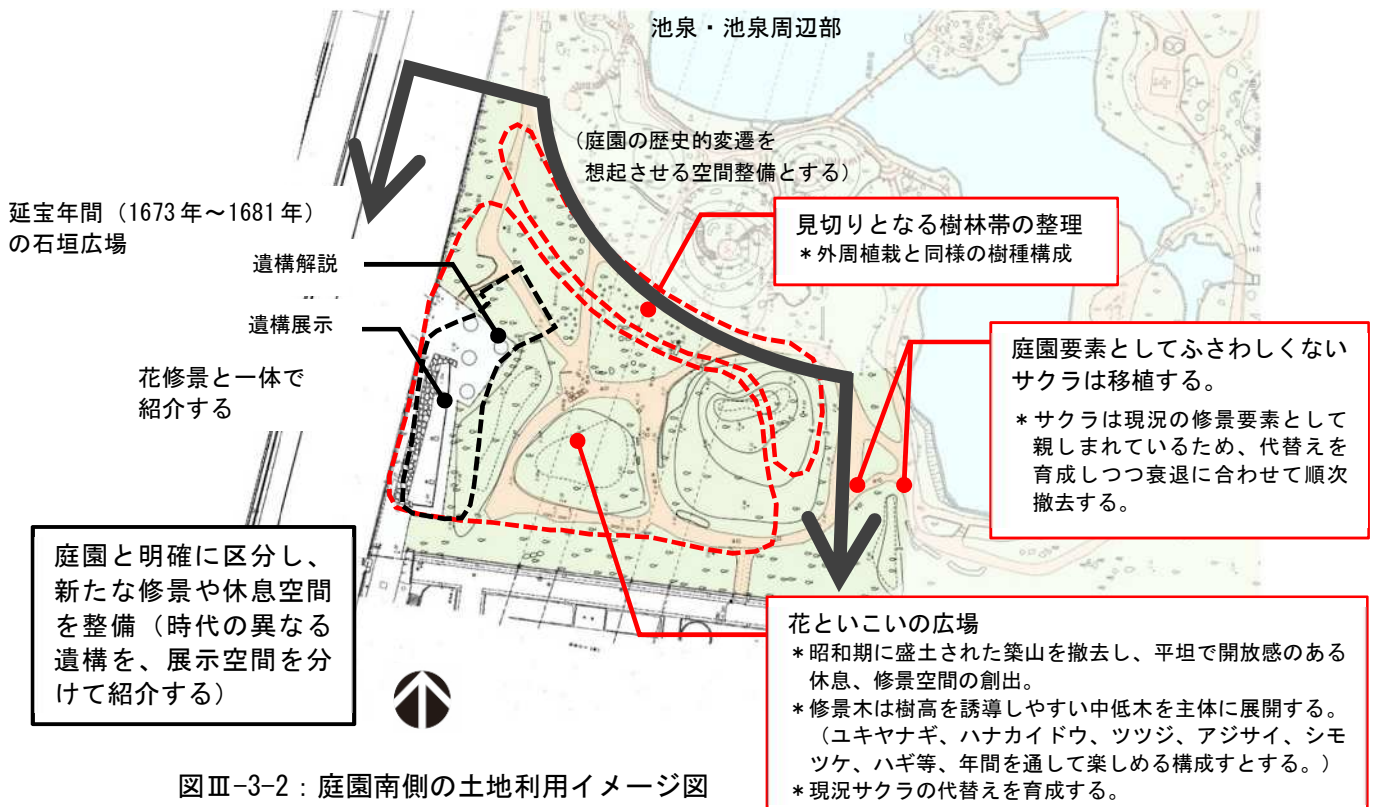 池泉・池泉周辺部
（庭園の歴史的変遷を
想起させる空間整備とする）
延宝年間（1673年～1681年）
の石垣広場
遺構解説
遺構展示
花修景と一体で
紹介する
見切りとなる樹林帯の整理
＊外周植栽と同様の樹種構成
庭園要素としてふさわしくない
サクラは移植する。
＊サクラは現況の修景要素として
親しまれているため、代替えを
育成しつつ衰退に合わせて順次
撤去する。
庭園と明確に区分し、
新たな修景や休息空間
を整備（時代の異なる
遺構を、展示空間を分
けて紹介する）
花といこいの広場
＊昭和期に盛土された築山を撤去し、平坦で開放感のある
休息、修景空間の創出。
＊修景木は樹高を誘導しやすい中低木を主体に展開する。
（ユキヤナギ、ハナカイドウ、ツツジ、アジサイ、シモ
ツケ、ハギ等、年間を通して楽しめる構成すとする。）
＊現況サクラの代替えを育成する。
図Ⅲ-3-2：庭園南側の土地利用イメージ図